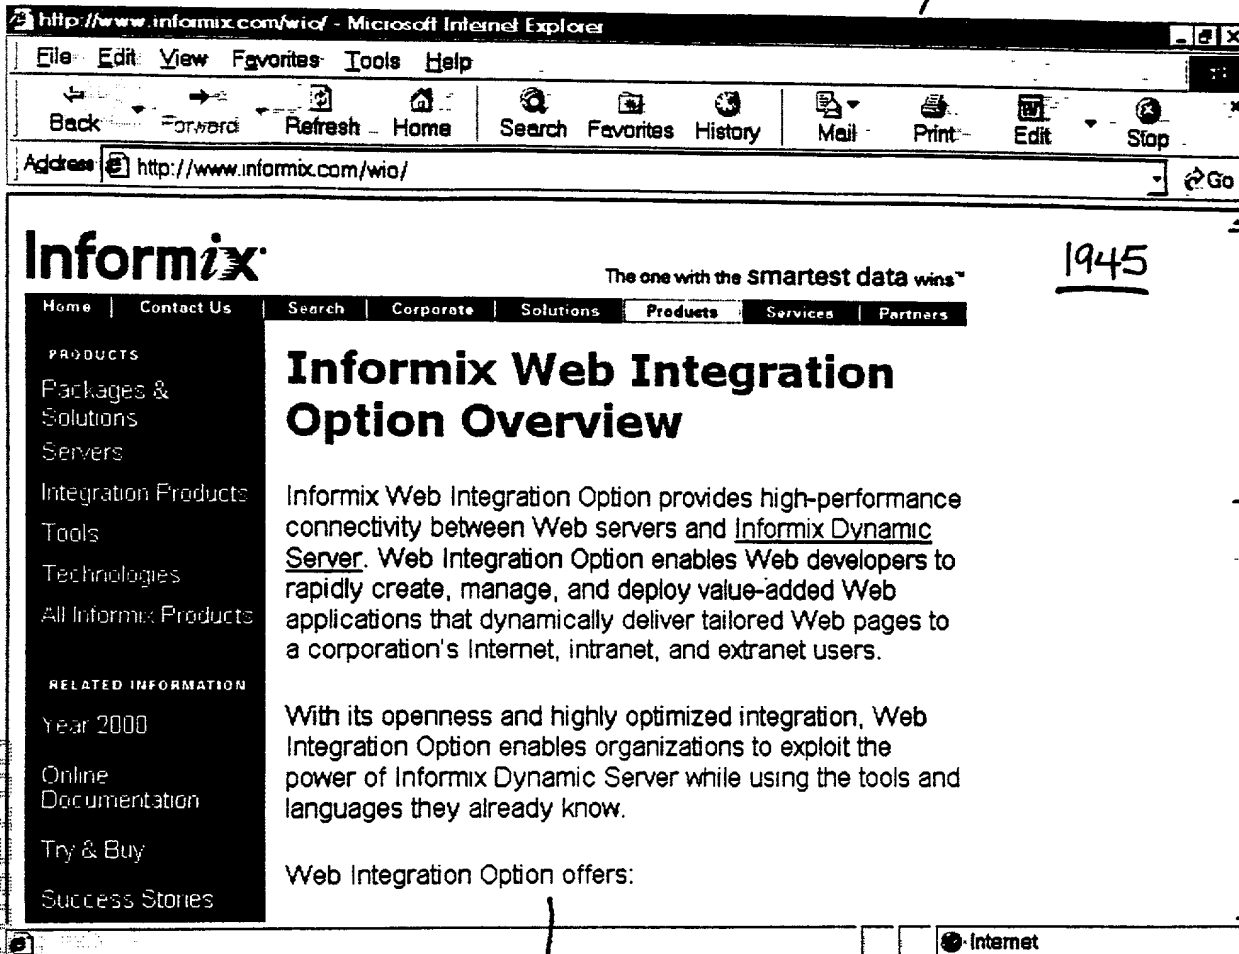 http://www.informix.com/wio/ - Microsoft Internet Explorer
File Edit View Favorites Tools Help
Back Forward Refresh Home Search Favorites History Mail Print Edit Stop
Address http://www.informix.com/wio/ Go
Informix
The one with the smartest data wins™
1945
Home | Contact Us | Search | Corporate | Solutions | Products | Services | Partners
PRODUCTS
Packages &
Solutions
Servers
Integration Products
Tools
Technologies
All Informix Products
RELATED INFORMATION
Year 2000
Online
Documentation
Try & Buy
Success Stories
Informix Web Integration
Option Overview
Informix Web Integration Option provides high-performance
connectivity between Web servers and Informix Dynamic
Server. Web Integration Option enables Web developers to
rapidly create, manage, and deploy value-added Web
applications that dynamically deliver tailored Web pages to
a corporation's Internet, intranet, and extranet users.
With its openness and highly optimized integration, Web
Integration Option enables organizations to exploit the
power of Informix Dynamic Server while using the tools and
languages they already know.
Web Integration Option offers:
Internet